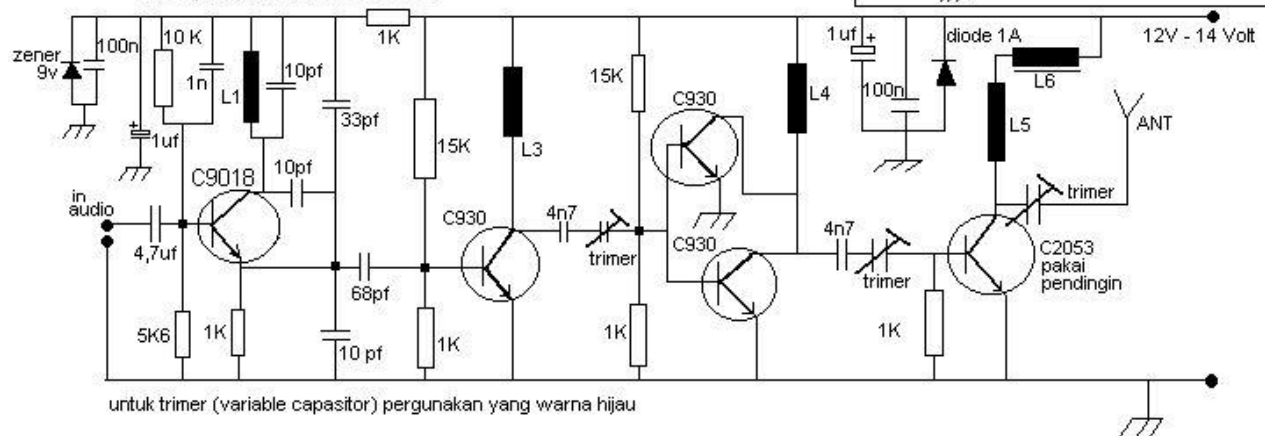 zener
9v
100n
10 K
1n
L1
10pf
1uf
33pf
10pf
C9018
in
audio
4,7uf
5K6
1K
10 pf
68pf
1K
15K
1K
C930
L3
4n7
trimer
15K
1K
C930
C930
L4
1uf
+
100n
diode 1A
12V - 14 Volt
L6
L5
ANT
trimer
4n7
trimer
1K
C2053
pakai
pendingin
+
untuk trimer (variable capasitor) pergunakan yang warna hijau